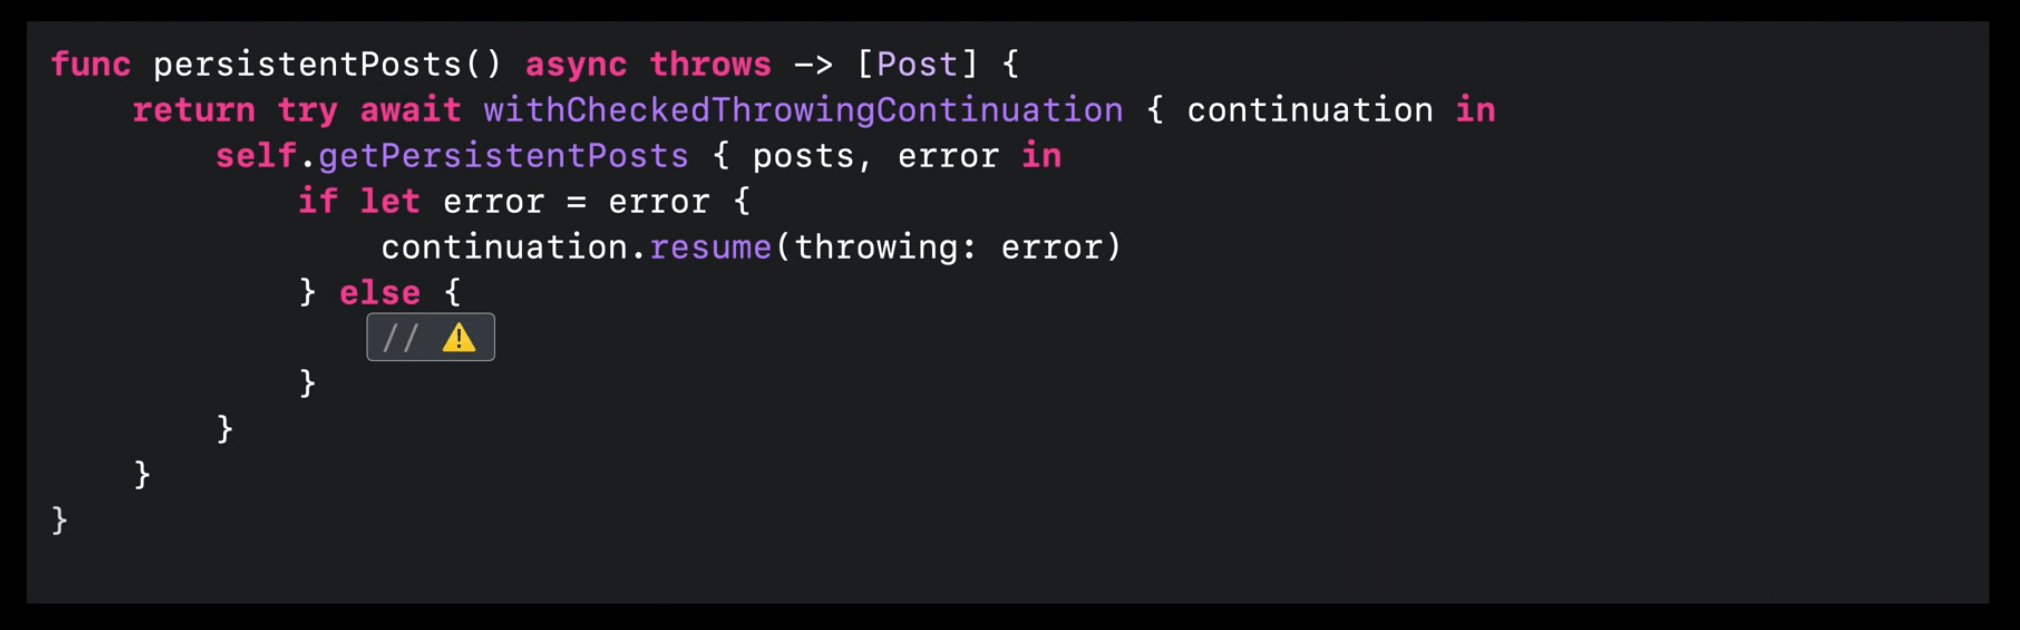 func persistentPosts() async throws -> [Post] {
    return try await withCheckedThrowingContinuation { continuation in
        self.getPersistentPosts { posts, error in
            if let error = error {
                continuation.resume(throwing: error)
            } else {
                // ⚠️
            }
        }
    }
}